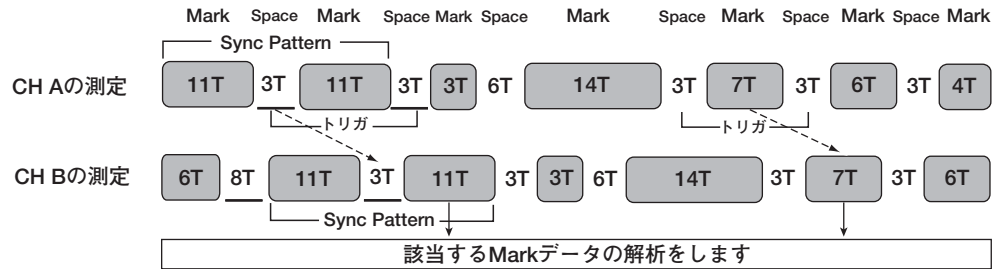 Mark Space Mark Space Mark Space Mark Space Mark Space Mark Space Mark
Sync Pattern
CH Aの測定 11T 3T 11T 3T 3T 6T 14T 3T 7T 3T 6T 3T 4T
トリガ トリガ
CH Bの測定 6T 8T 11T 3T 11T 3T 3T 6T 14T 3T 7T 3T 6T
Sync Pattern
該当するMarkデータの解析をします